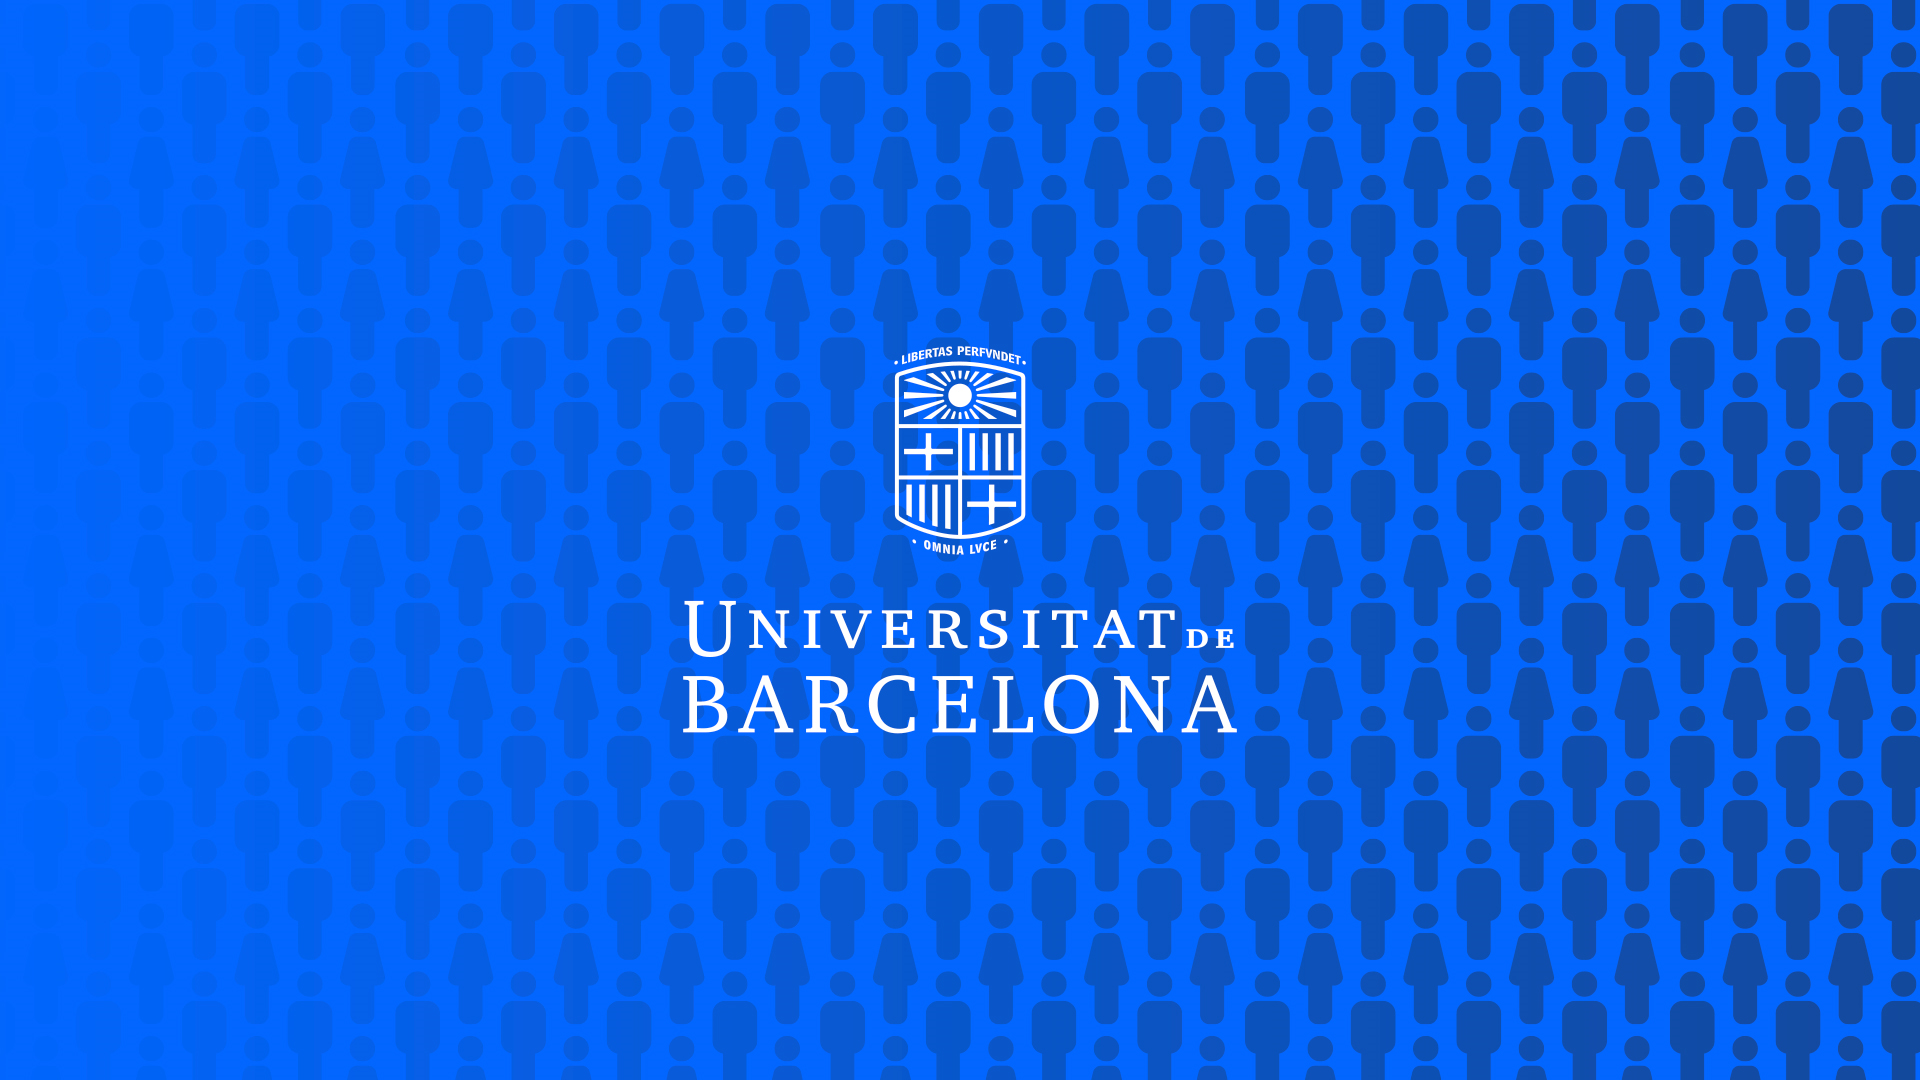 · LIBERTAS PERFVNDET ·
· OMNIA LVCE ·
UNIVERSITAT DE
BARCELONA